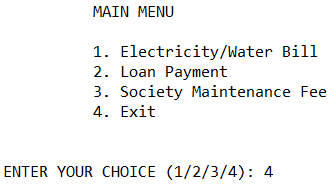 MAIN MENU
1. Electricity/Water Bill
2. Loan Payment
3. Society Maintenance Fee
4. Exit
ENTER YOUR CHOICE (1/2/3/4): 4